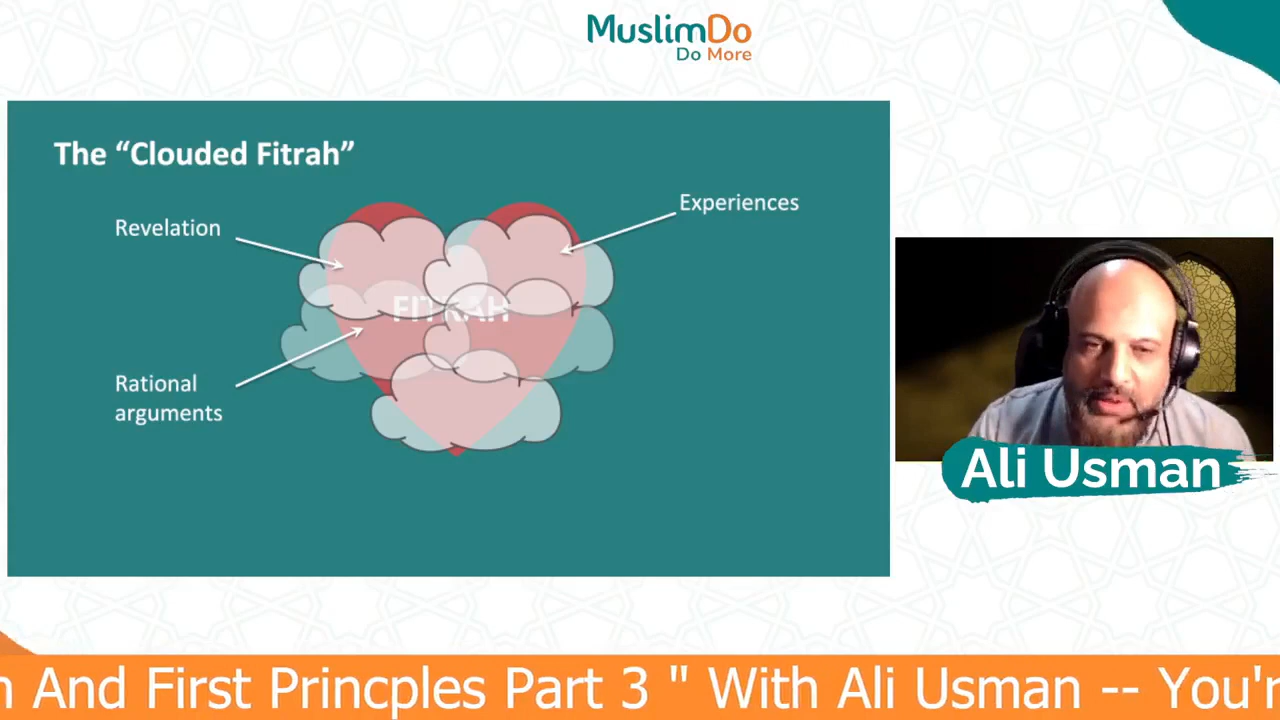 MuslimDo
Do More
The “Clouded Fitrah”
Revelation
Experiences
FITRAH
Rational
arguments
Ali Usman
And First Princples Part 3 " With Ali Usman -- You'r